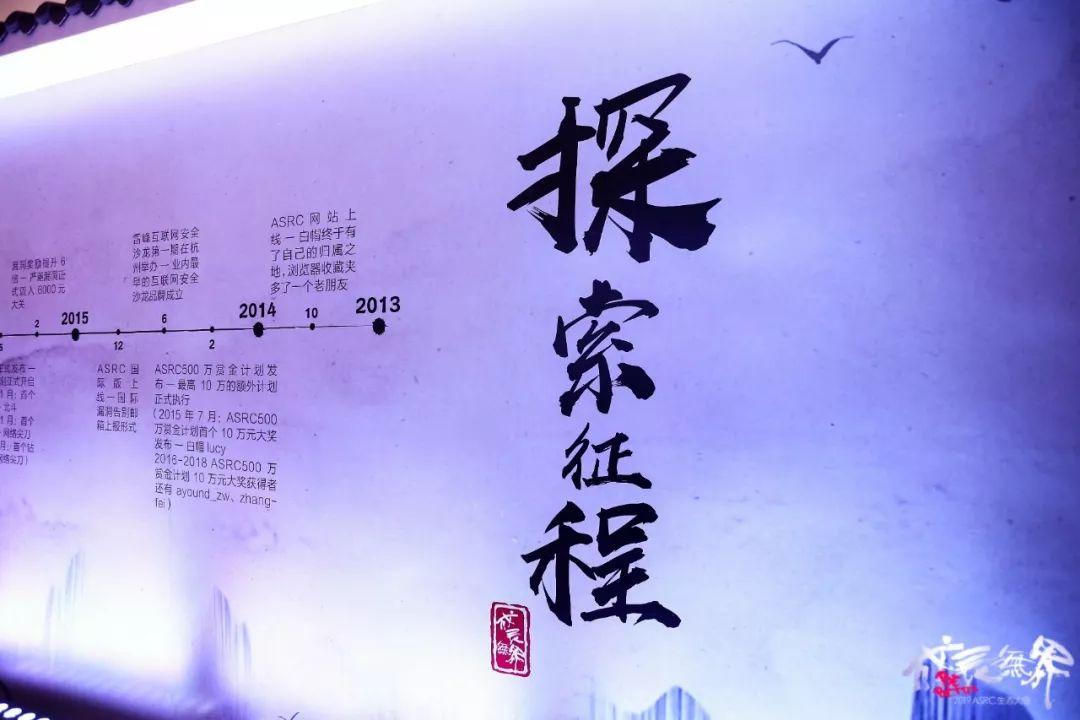 探
索
征
程
ASRC 网 站 上
线 一 白帽终于有
了自己的归属之
地,浏览器收藏夹
多了一个老朋友
雷峰互联网安全
沙龙第一期在杭
州举办 一 业内最
早的互联网安全
沙龙品牌成立
漏洞奖励提升 6
倍 一 严重漏洞正
式迈入 6000 元
大关
2013
10
2014
2
6
12
2015
2
ASRC500 万赏金计划发
布 一 最高 10 万的额外计划
正式执行
(2015 年 7 月:ASRC500
万赏金计划首个 10 万元大奖
发布 一 白帽 lucy
2016-2018 ASRC500 万
赏金计划 10 万元大奖获得者
还有 ayound_zw、zhang-
fei)
ASRC 国
际 版 上
线 一 国际
漏洞告别邮
箱上报形式
无界
2019 ASRC 生态大会